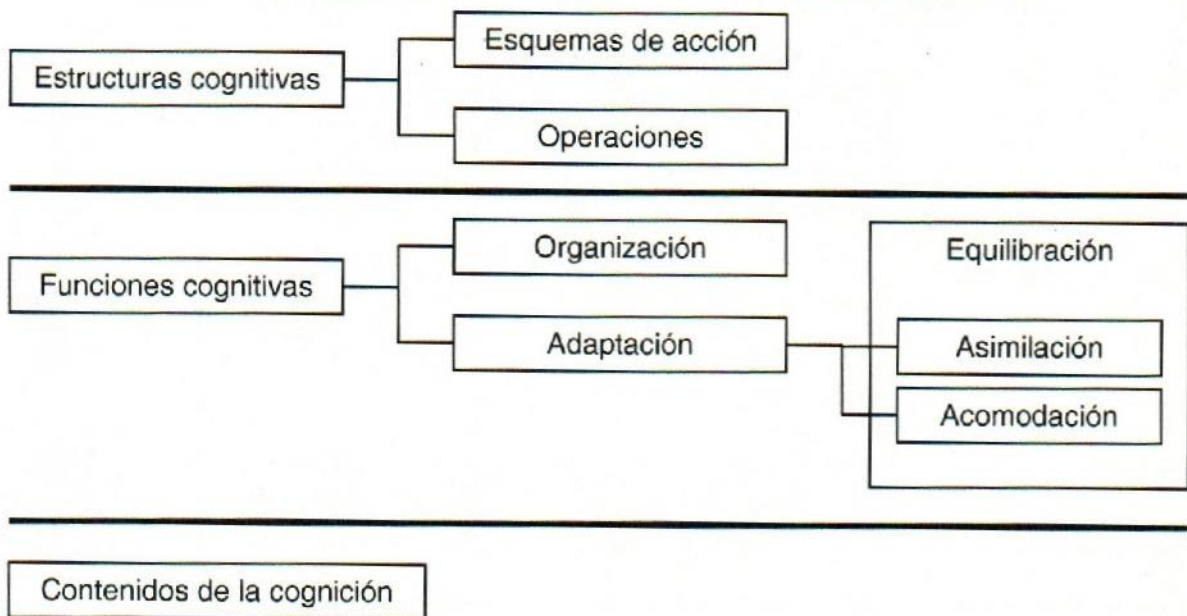 Esquemas de acción
Estructuras cognitivas
Operaciones
Organización
Equilibración
Funciones cognitivas
Adaptación
Asimilación
Acomodación
Contenidos de la cognición